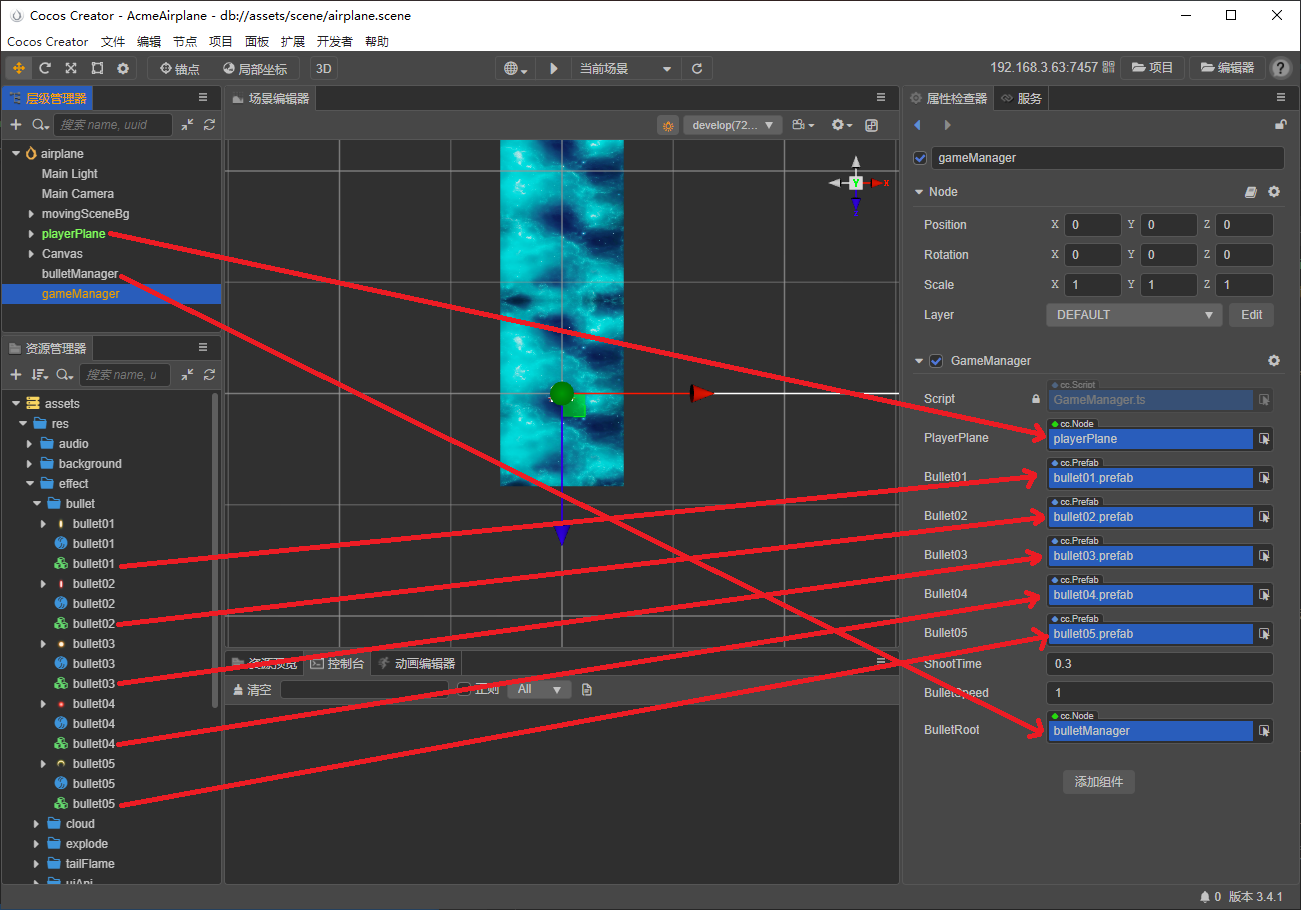 Cocos Creator - AcmeAirplane - db://assets/scene/airplane.scene
Cocos Creator 文件 编辑 节点 项目 面板 扩展 开发者 帮助
锚点 局部坐标 3D 当前场景 192.168.3.63:7457 项目 编辑器 ?
层级管理器
搜索 name, uuid
airplane
Main Light
Main Camera
movingSceneBg
playerPlane
Canvas
bulletManager
gameManager
资源管理器
搜索 name, u
assets
res
audio
background
effect
bullet
bullet01
bullet01
bullet01
bullet02
bullet02
bullet02
bullet03
bullet03
bullet03
bullet04
bullet04
bullet04
bullet05
bullet05
bullet05
cloud
explode
tailFlame
uiAni
场景编辑器
develop(72...
Y X
资源预览 控制台 动画编辑器
清空 正则 All
属性检查器 服务
gameManager
Node
Position X 0 Y 0 Z 0
Rotation X 0 Y 0 Z 0
Scale X 1 Y 1 Z 1
Layer DEFAULT Edit
GameManager
cc.Script
Script GameManager.ts
cc.Node
PlayerPlane playerPlane
cc.Prefab
Bullet01 bullet01.prefab
cc.Prefab
Bullet02 bullet02.prefab
cc.Prefab
Bullet03 bullet03.prefab
cc.Prefab
Bullet04 bullet04.prefab
cc.Prefab
Bullet05 bullet05.prefab
ShootTime 0.3
BulletSpeed 1
cc.Node
BulletRoot bulletManager
添加组件
0 版本 3.4.1